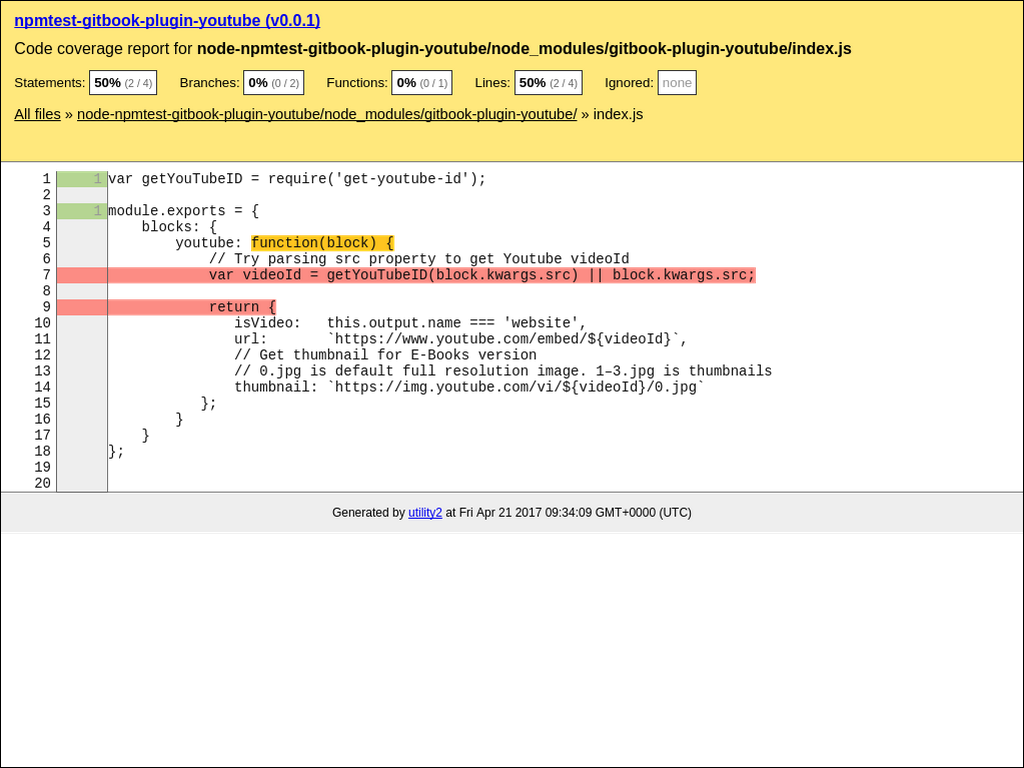 npmtest-gitbook-plugin-youtube (v0.0.1)
Code coverage report for node-npmtest-gitbook-plugin-youtube/node_modules/gitbook-plugin-youtube/index.js
Statements: 50% (2 / 4) Branches: 0% (0 / 2) Functions: 0% (0 / 1) Lines: 50% (2 / 4) Ignored: none
All files » node-npmtest-gitbook-plugin-youtube/node_modules/gitbook-plugin-youtube/ » index.js
1 1 var getYouTubeID = require('get-youtube-id');
2
3 1 module.exports = {
4 blocks: {
5 youtube: function(block) {
6 // Try parsing src property to get Youtube videoId
7 var videoId = getYouTubeID(block.kwargs.src) || block.kwargs.src;
8
9 return {
10 isVideo: this.output.name === 'website',
11 url: `https://www.youtube.com/embed/${videoId}`,
12 // Get thumbnail for E-Books version
13 // 0.jpg is default full resolution image. 1–3.jpg is thumbnails
14 thumbnail: `https://img.youtube.com/vi/${videoId}/0.jpg`
15 };
16 }
17 }
18 };
19
20
Generated by utility2 at Fri Apr 21 2017 09:34:09 GMT+0000 (UTC)